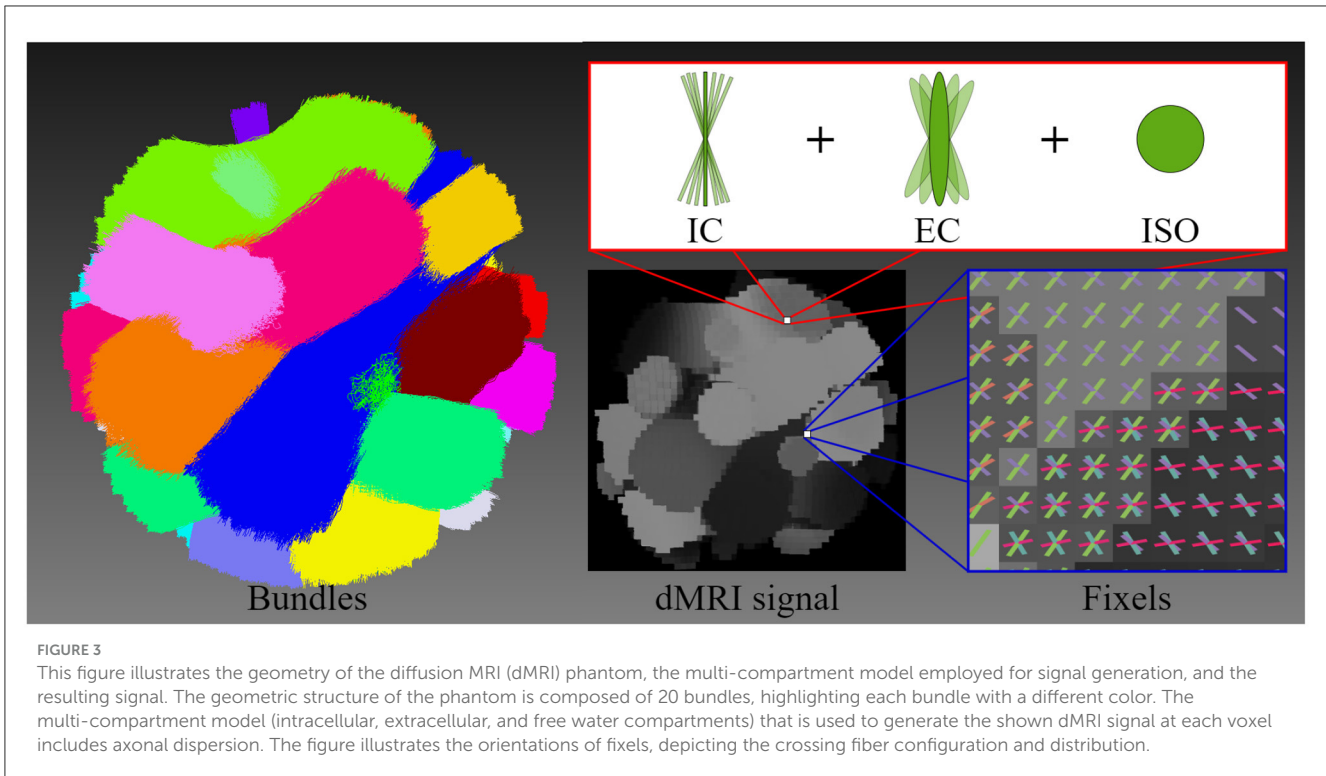 IC + EC + ISO
Bundles dMRI signal Fixels
FIGURE 3
This figure illustrates the geometry of the diffusion MRI (dMRI) phantom, the multi-compartment model employed for signal generation, and the
resulting signal. The geometric structure of the phantom is composed of 20 bundles, highlighting each bundle with a different color. The
multi-compartment model (intracellular, extracellular, and free water compartments) that is used to generate the shown dMRI signal at each voxel
includes axonal dispersion. The figure illustrates the orientations of fixels, depicting the crossing fiber configuration and distribution.